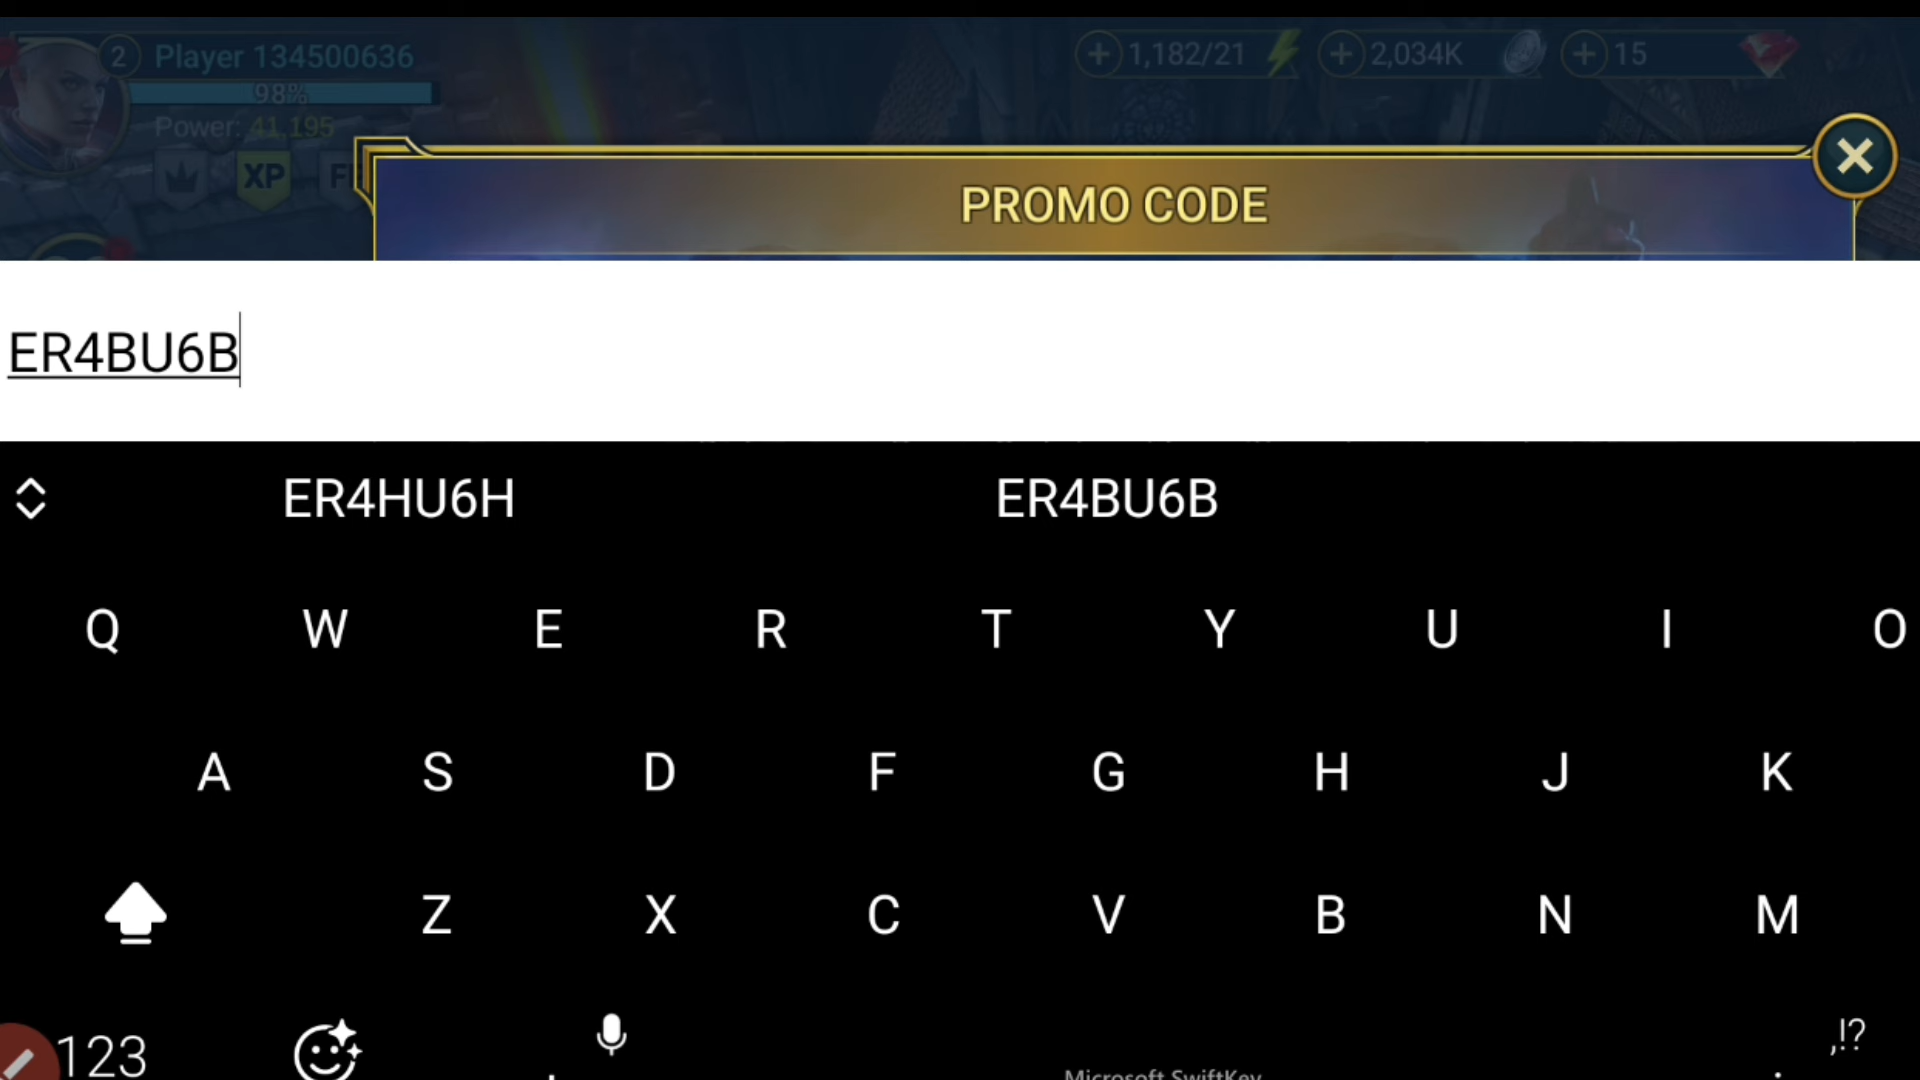 2 Player 134500636 1,182/21 2,034K 15
98%
Power: 41,195
XP
PROMO CODE
ER4BU6B
ER4HU6H ER4BU6B
Q W E R T Y U I O
A S D F G H J K
Z X C V B N M
,!?
123
Microsoft SwiftKey